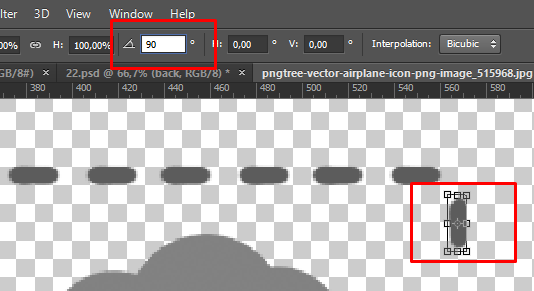 lter 3D View Window Help
00% H: 100,00% 90 ° H: 0,00 ° V: 0,00 ° Interpolation: Bicubic
GB/8#) × 22.psd @ 66,7% (back, RGB/8) * × pngtree-vector-airplane-icon-png-image_515968.jpg
380 400 420 440 460 480 500 520 540 560 580